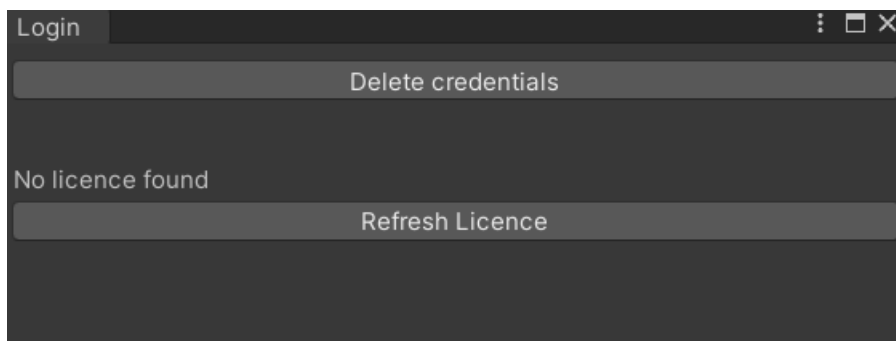 Login
Delete credentials
No licence found
Refresh Licence